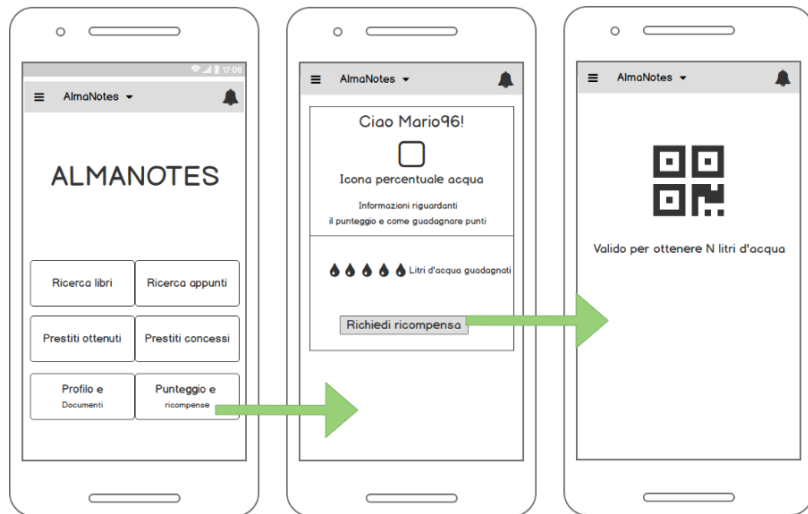 17:08
AlmaNotes
ALMANOTES
Ricerca libri
Ricerca appunti
Prestiti ottenuti
Prestiti concessi
Profilo e
Documenti
Punteggio e
ricompense
AlmaNotes
Ciao Mario96!
Icona percentuale acqua
Informazioni riguardanti
il punteggio e come guadagnare punti
Litri d'acqua guadagnati
Richiedi ricompensa
AlmaNotes
Valido per ottenere N litri d'acqua